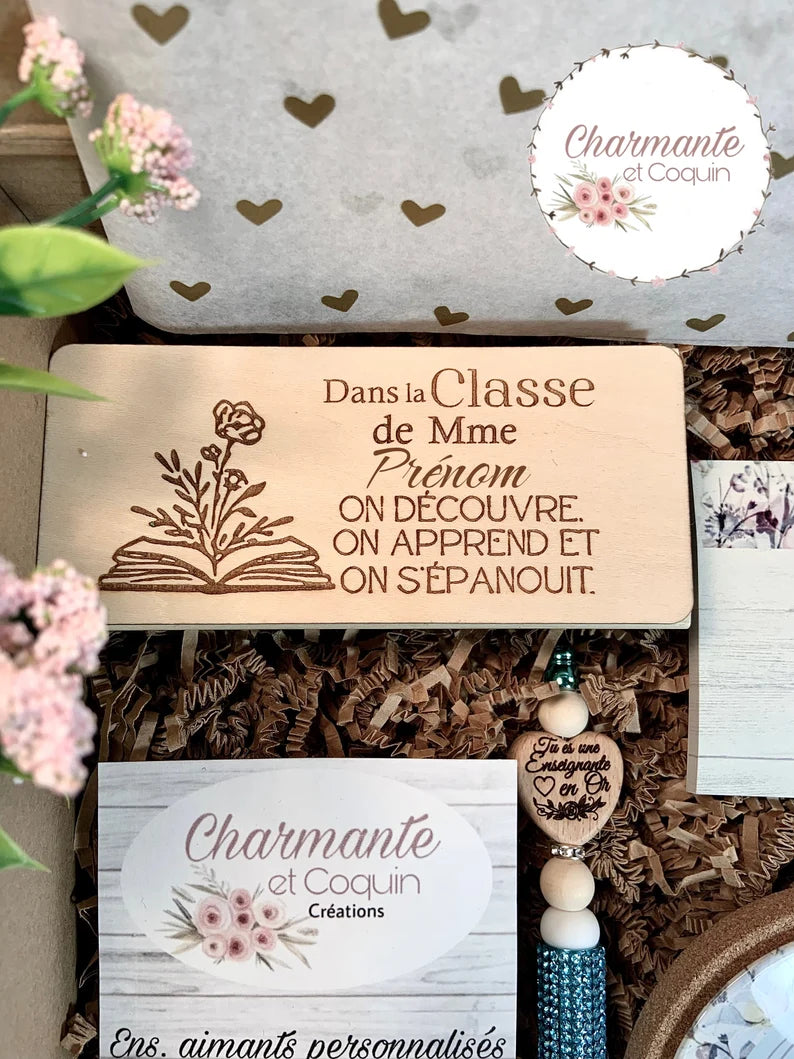 Charmante
et Coquin
Dans la Classe
de Mme
Prénom
ON DÉCOUVRE.
ON APPREND ET
ON S'ÉPANOUIT.
Tu es une
Enseignante
en Or
Charmante
et Coquin
Créations
Ens. aimants personnalisés